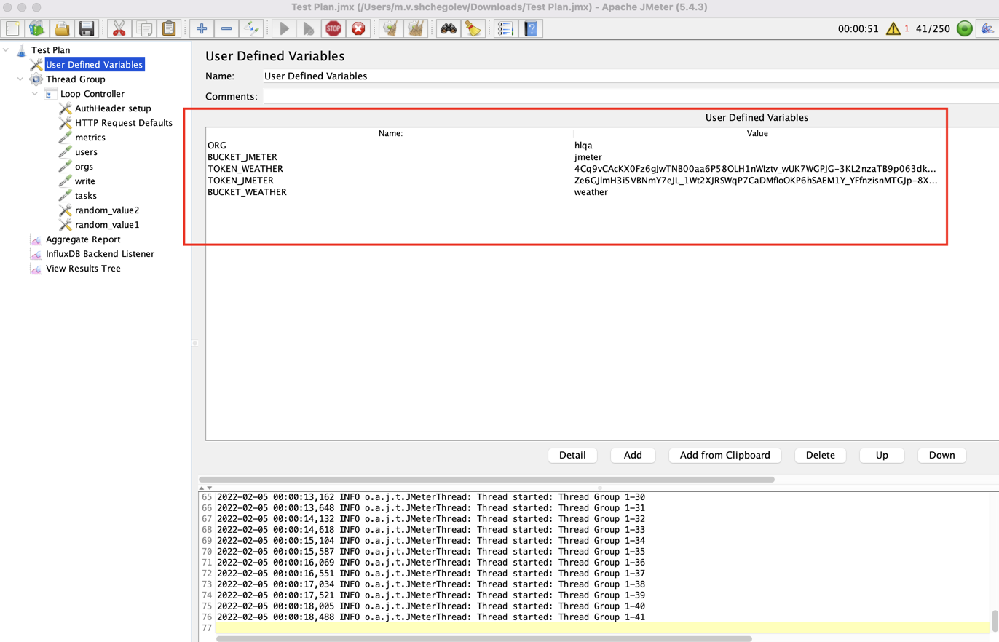 Test Plan.jmx (/Users/m.v.shchegolev/Downloads/Test Plan.jmx) - Apache JMeter (5.4.3)
STOP
00:00:51 1 41/250
Test Plan
User Defined Variables
Thread Group
Loop Controller
AuthHeader setup
HTTP Request Defaults
metrics
users
orgs
write
tasks
random_value2
random_value1
Aggregate Report
InfluxDB Backend Listener
View Results Tree
User Defined Variables
Name: User Defined Variables
Comments:
User Defined Variables
Name: Value
ORG hlqa
BUCKET_JMETER jmeter
TOKEN_WEATHER
TOKEN_JMETER
BUCKET_WEATHER weather
Detail Add Add from Clipboard Delete Up Down
65 2022-02-05 00:00:13,162 INFO o.a.j.t.JMeterThread: Thread started: Thread Group 1-30
66 2022-02-05 00:00:13,648 INFO o.a.j.t.JMeterThread: Thread started: Thread Group 1-31
67 2022-02-05 00:00:14,132 INFO o.a.j.t.JMeterThread: Thread started: Thread Group 1-32
68 2022-02-05 00:00:14,618 INFO o.a.j.t.JMeterThread: Thread started: Thread Group 1-33
69 2022-02-05 00:00:15,104 INFO o.a.j.t.JMeterThread: Thread started: Thread Group 1-34
70 2022-02-05 00:00:15,587 INFO o.a.j.t.JMeterThread: Thread started: Thread Group 1-35
71 2022-02-05 00:00:16,069 INFO o.a.j.t.JMeterThread: Thread started: Thread Group 1-36
72 2022-02-05 00:00:16,551 INFO o.a.j.t.JMeterThread: Thread started: Thread Group 1-37
73 2022-02-05 00:00:17,034 INFO o.a.j.t.JMeterThread: Thread started: Thread Group 1-38
74 2022-02-05 00:00:17,521 INFO o.a.j.t.JMeterThread: Thread started: Thread Group 1-39
75 2022-02-05 00:00:18,005 INFO o.a.j.t.JMeterThread: Thread started: Thread Group 1-40
76 2022-02-05 00:00:18,488 INFO o.a.j.t.JMeterThread: Thread started: Thread Group 1-41
77